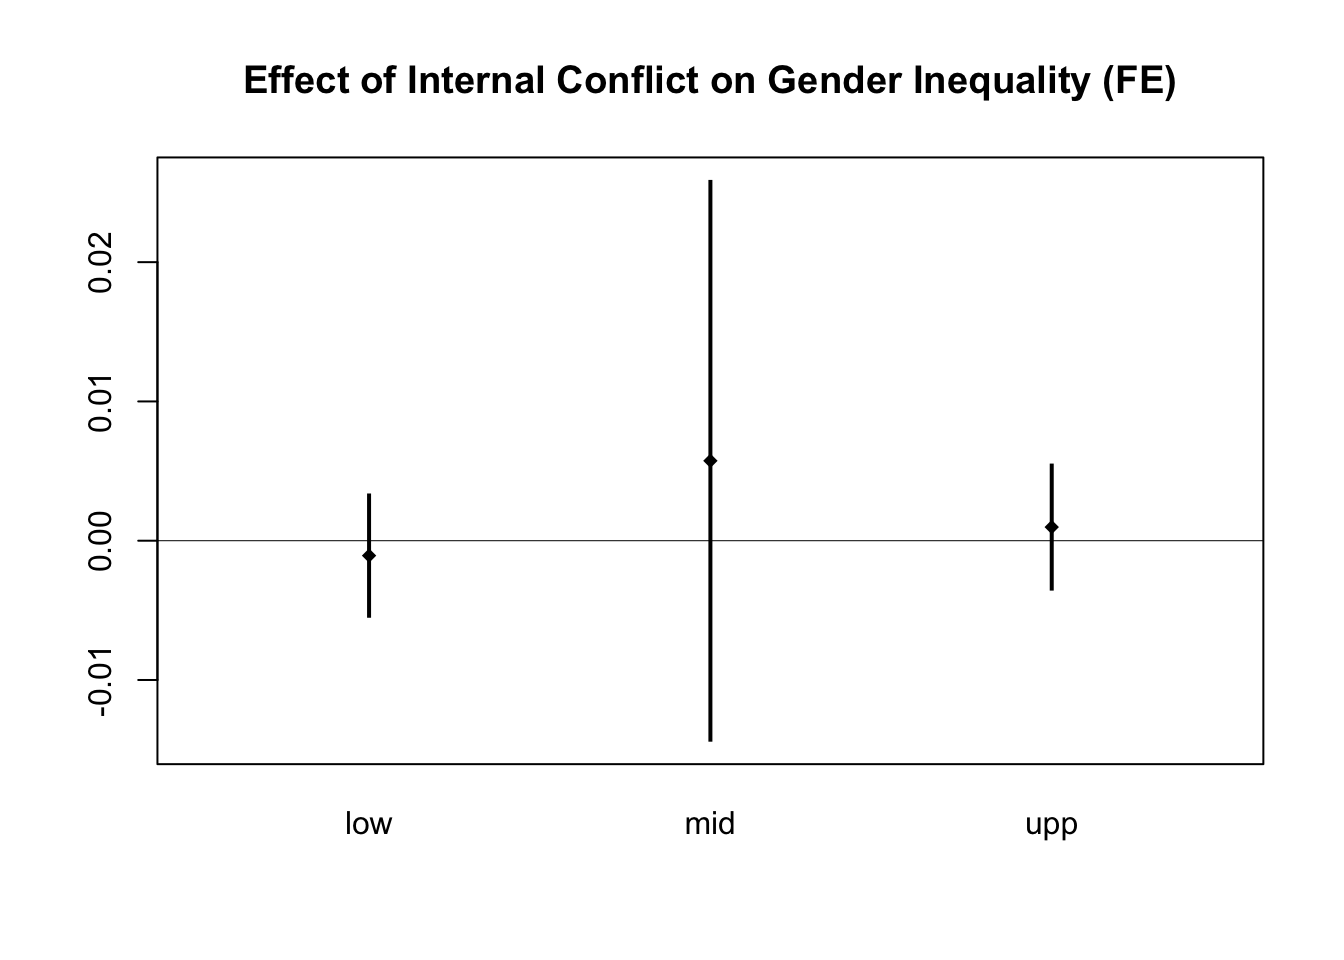 Effect of Internal Conflict on Gender Inequality (FE)
0.02
0.01
0.00
-0.01
low mid upp